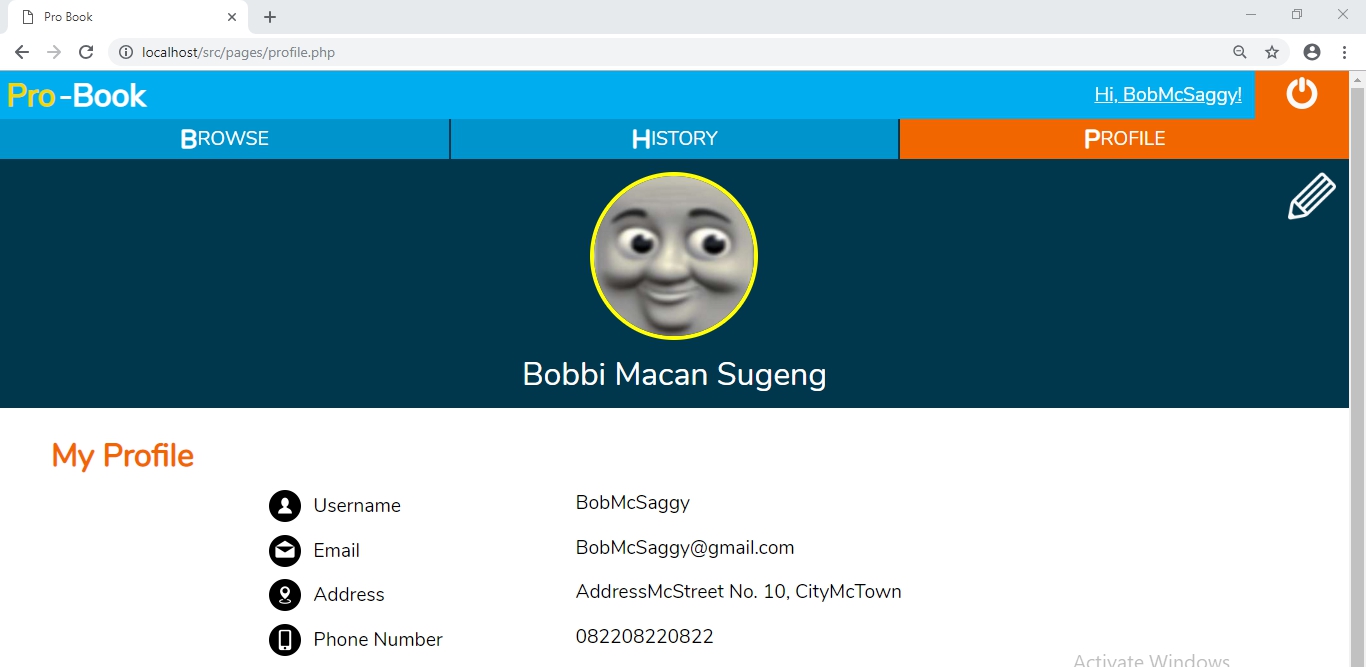 Pro Book
localhost/src/pages/profile.php
Pro-Book
Hi, BobMcSaggy!
BROWSE
HISTORY
PROFILE
Bobbi Macan Sugeng
My Profile
Username BobMcSaggy
Email BobMcSaggy@gmail.com
Address AddressMcStreet No. 10, CityMcTown
Phone Number 082208220822
Activate Windows